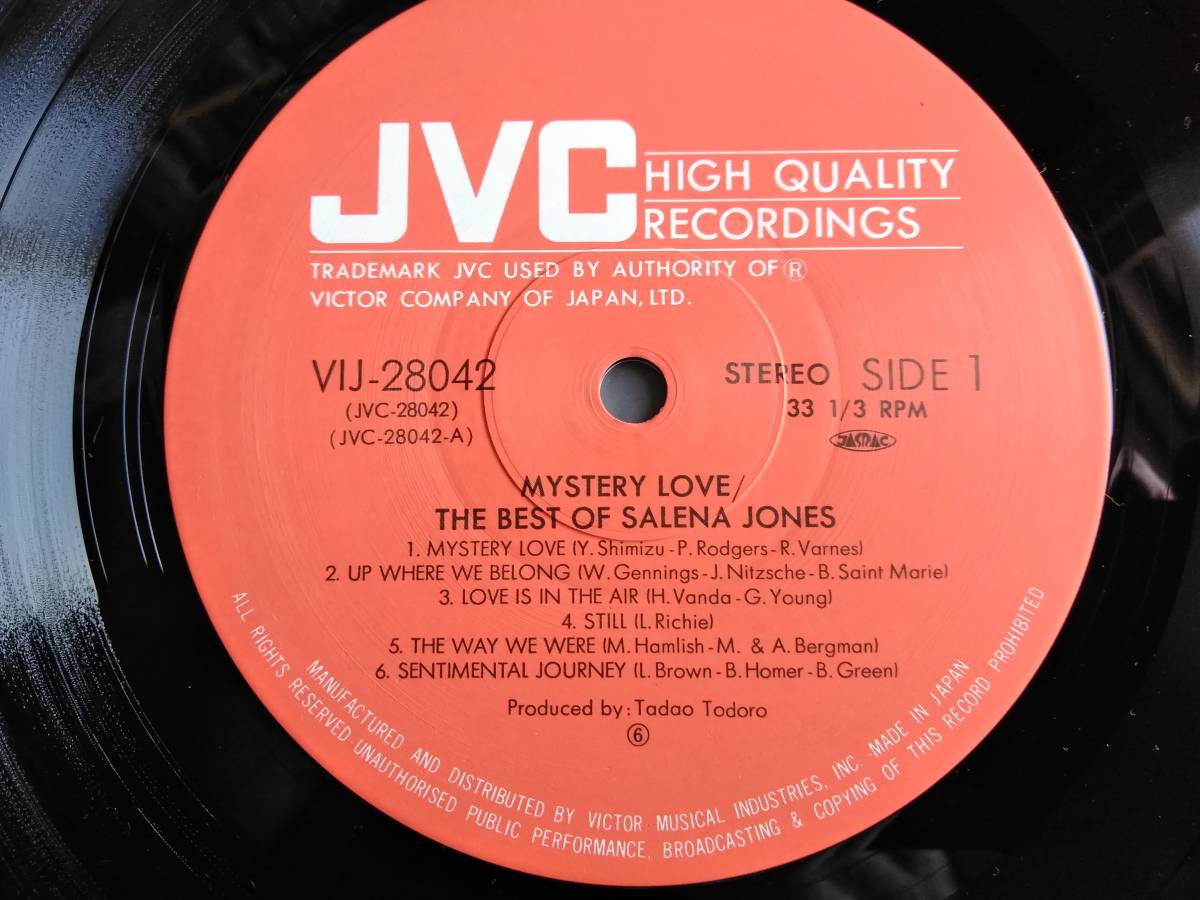 JVC HIGH QUALITY
RECORDINGS
TRADEMARK JVC USED BY AUTHORITY OF ®
VICTOR COMPANY OF JAPAN, LTD.
VIJ-28042
(JVC-28042)
(JVC-28042-A)
STEREO SIDE 1
33 1/3 RPM
JASRAC
MYSTERY LOVE/
THE BEST OF SALENA JONES
1. MYSTERY LOVE (Y. Shimizu-P. Rodgers-R. Varnes)
2. UP WHERE WE BELONG (W. Gennings-J. Nitzsche-B. Saint Marie)
3. LOVE IS IN THE AIR (H. Vanda-G. Young)
4. STILL (L. Richie)
5. THE WAY WE WERE (M. Hamlish-M. & A. Bergman)
6. SENTIMENTAL JOURNEY (L. Brown-B. Homer-B. Green)
Produced by: Tadao Todoro
⑥
MANUFACTURED AND DISTRIBUTED BY VICTOR MUSICAL INDUSTRIES, INC. MADE IN JAPAN
ALL RIGHTS RESERVED. UNAUTHORISED PUBLIC PERFORMANCE, BROADCASTING & COPYING OF THIS RECORD PROHIBITED